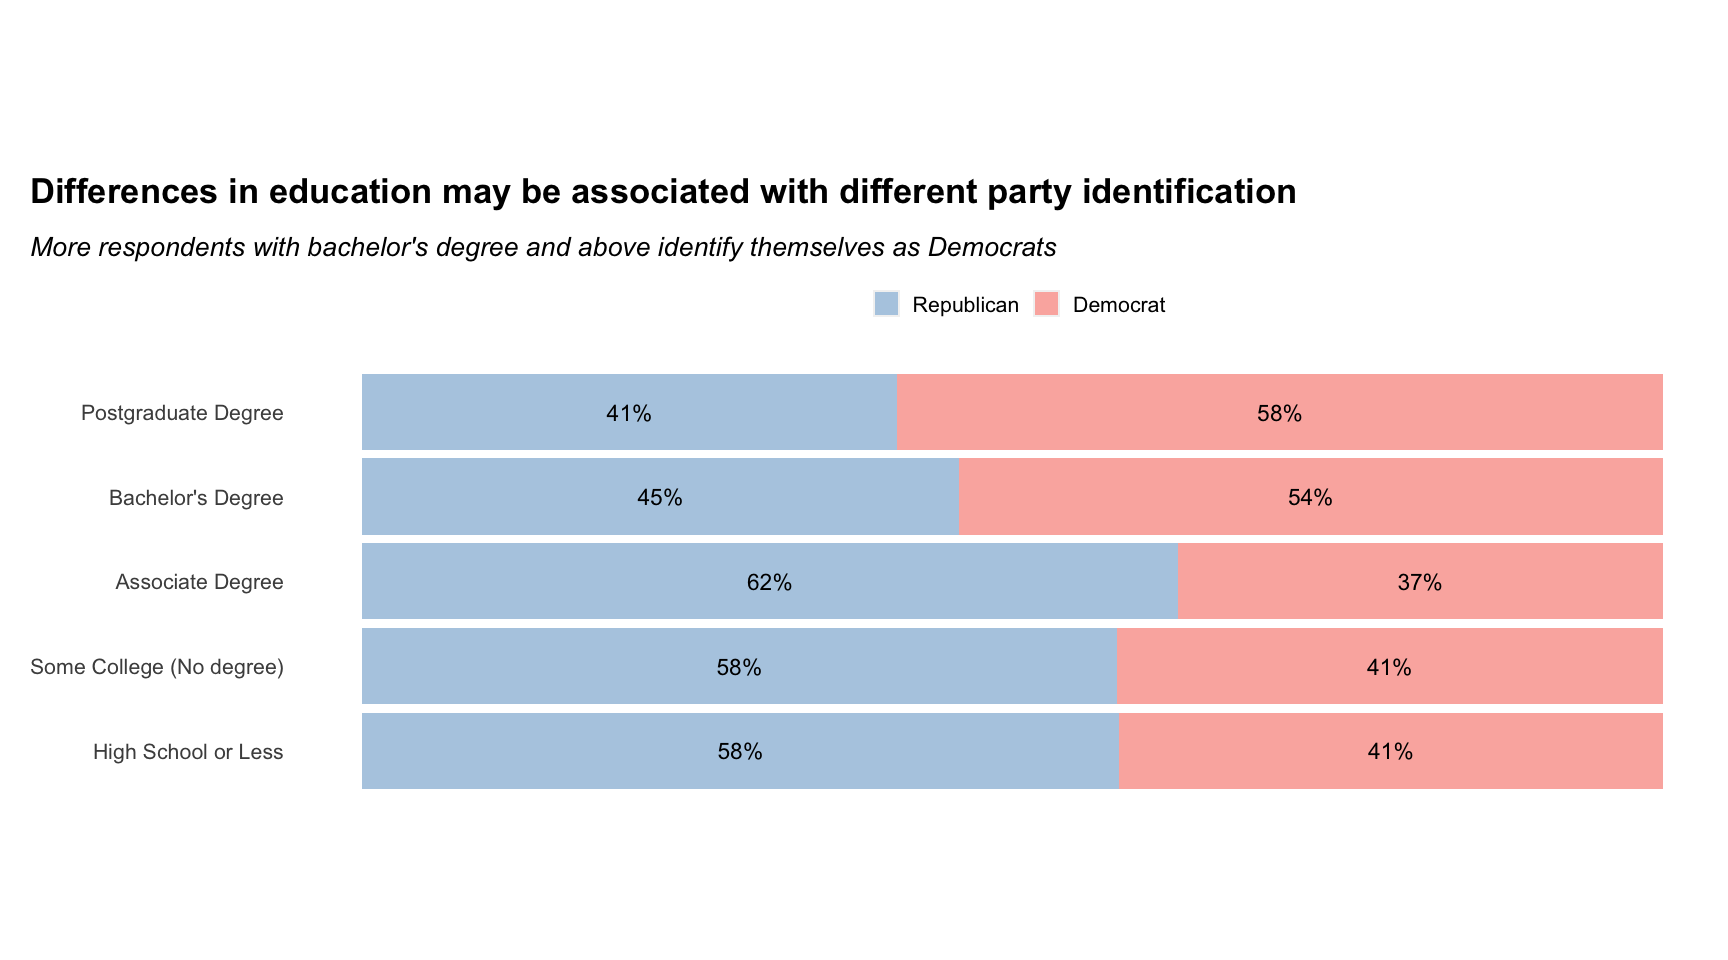 Differences in education may be associated with different party identification
More respondents with bachelor's degree and above identify themselves as Democrats
Republican Democrat
Postgraduate Degree 41% 58%
Bachelor's Degree 45% 54%
Associate Degree 62% 37%
Some College (No degree) 58% 41%
High School or Less 58% 41%